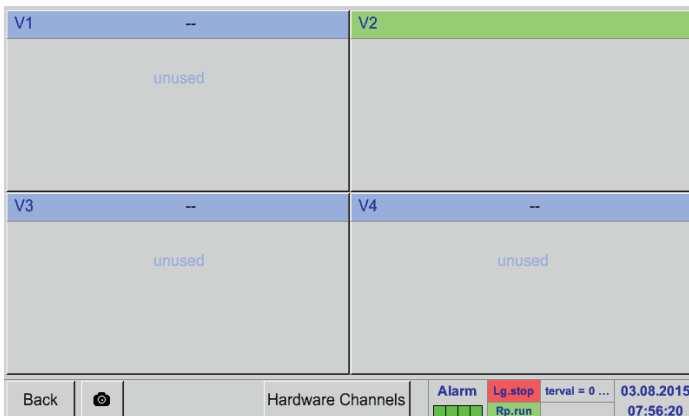 V1 --
V2
unused
V3 --
V4 --
unused
unused
Back
Hardware Channels
Alarm
Lg.stop
terval = 0 ...
03.08.2015
Rp.run
07:56:20